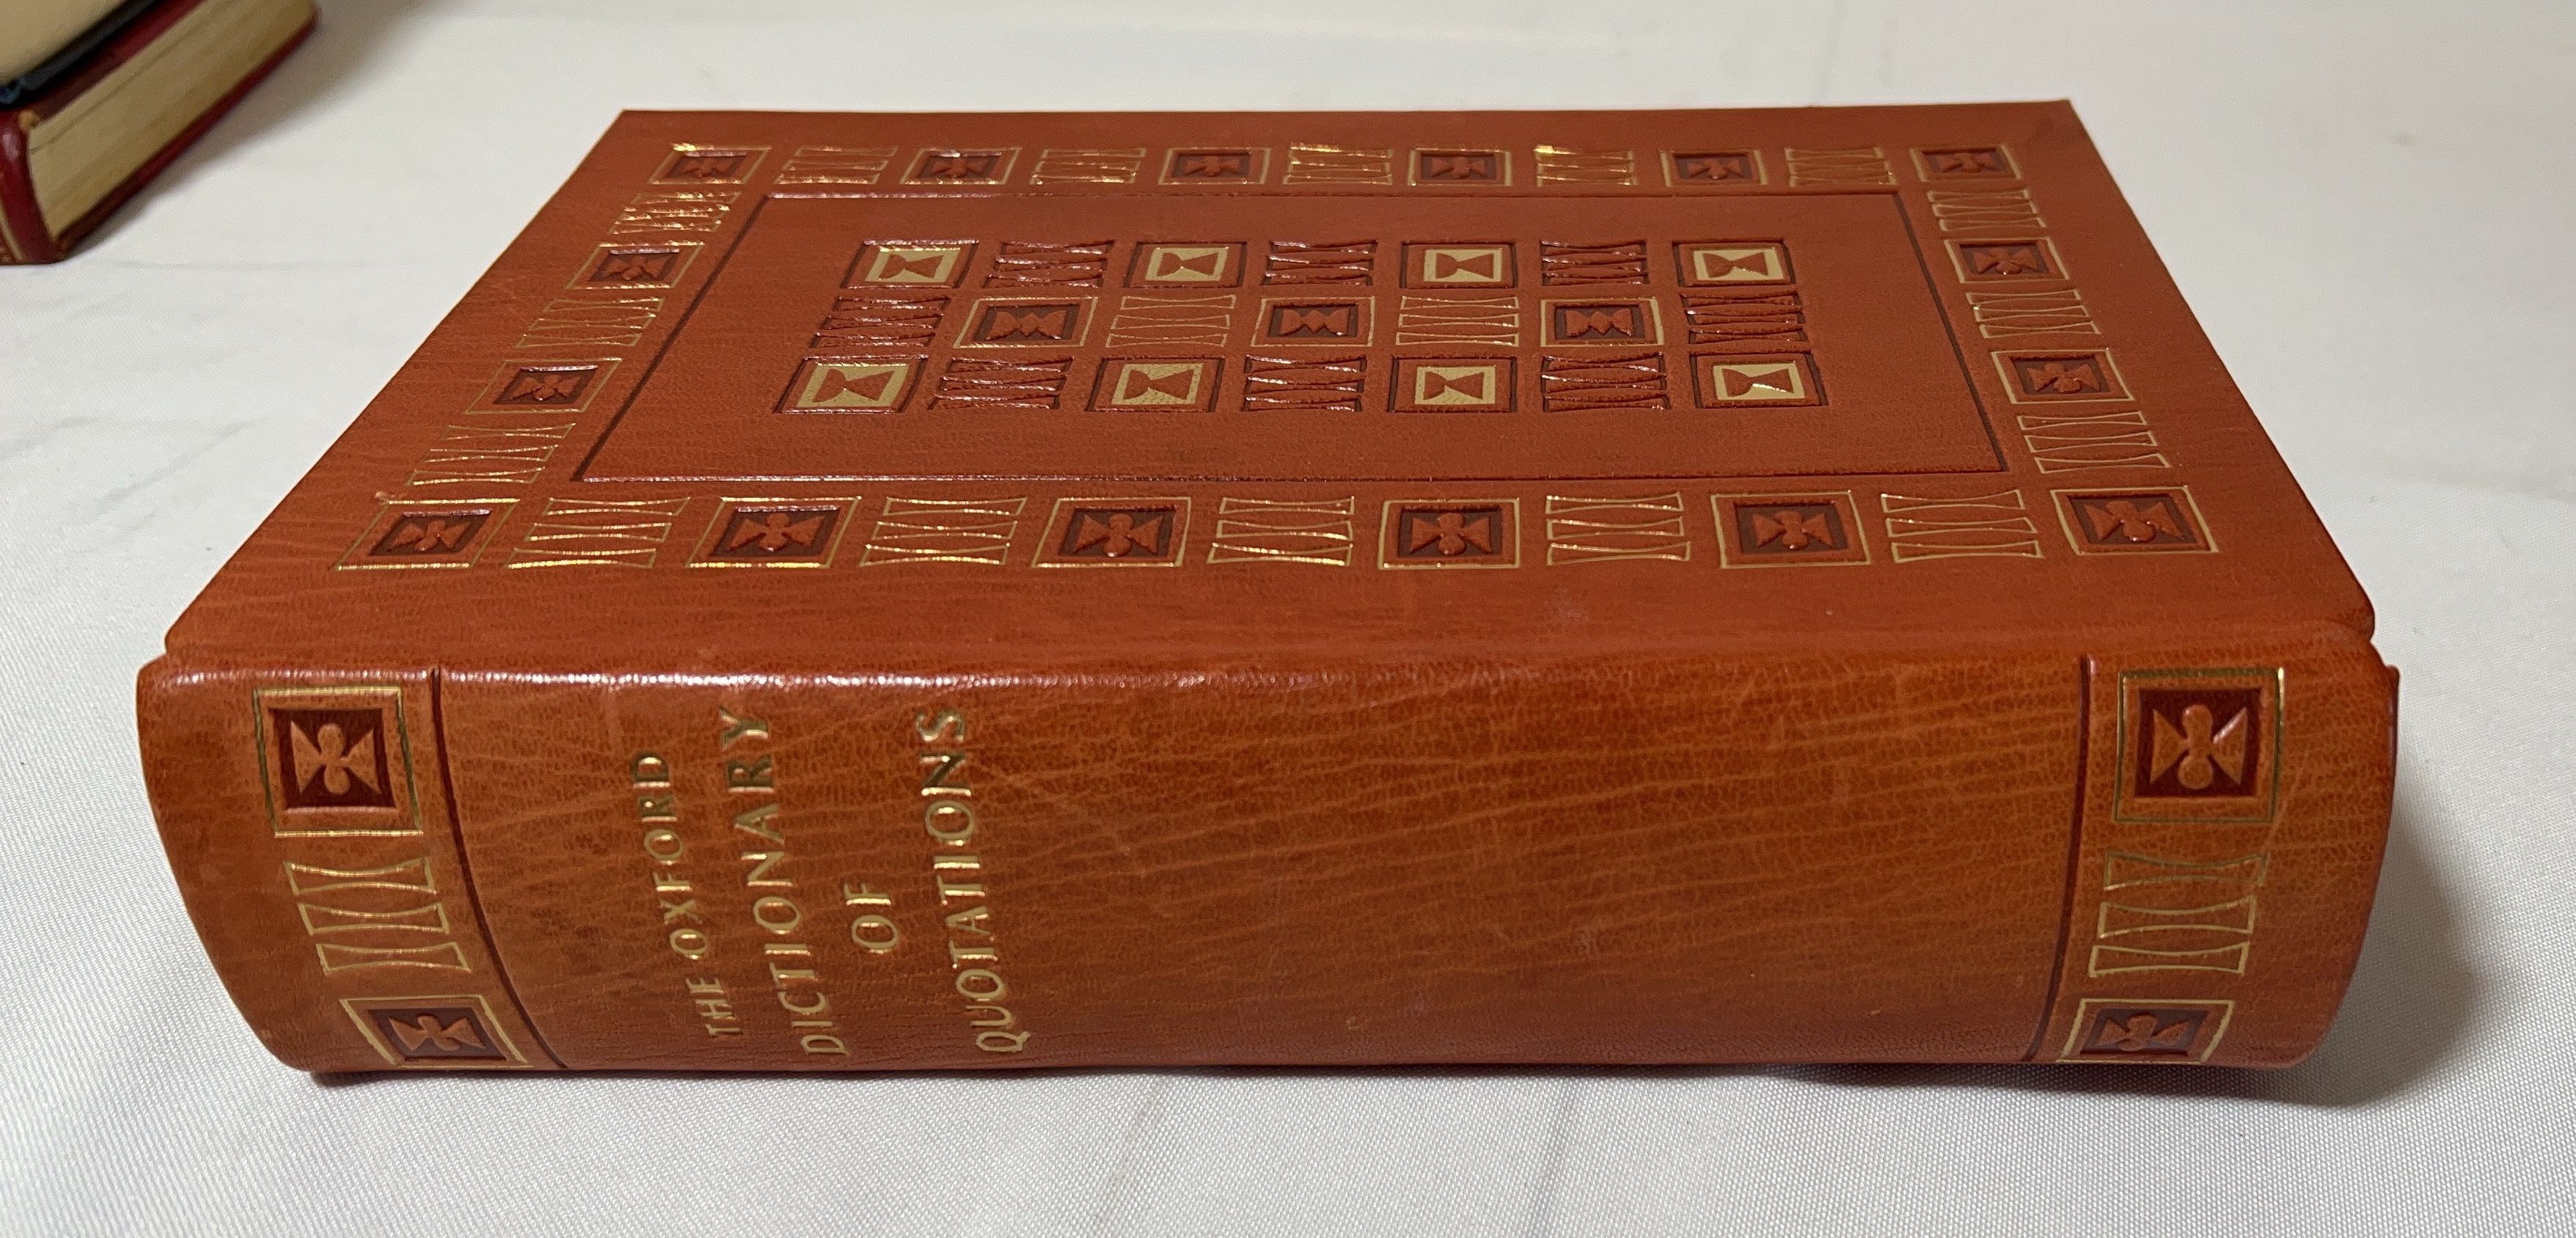 THE OXFORD
DICTIONARY
OF
QUOTATIONS